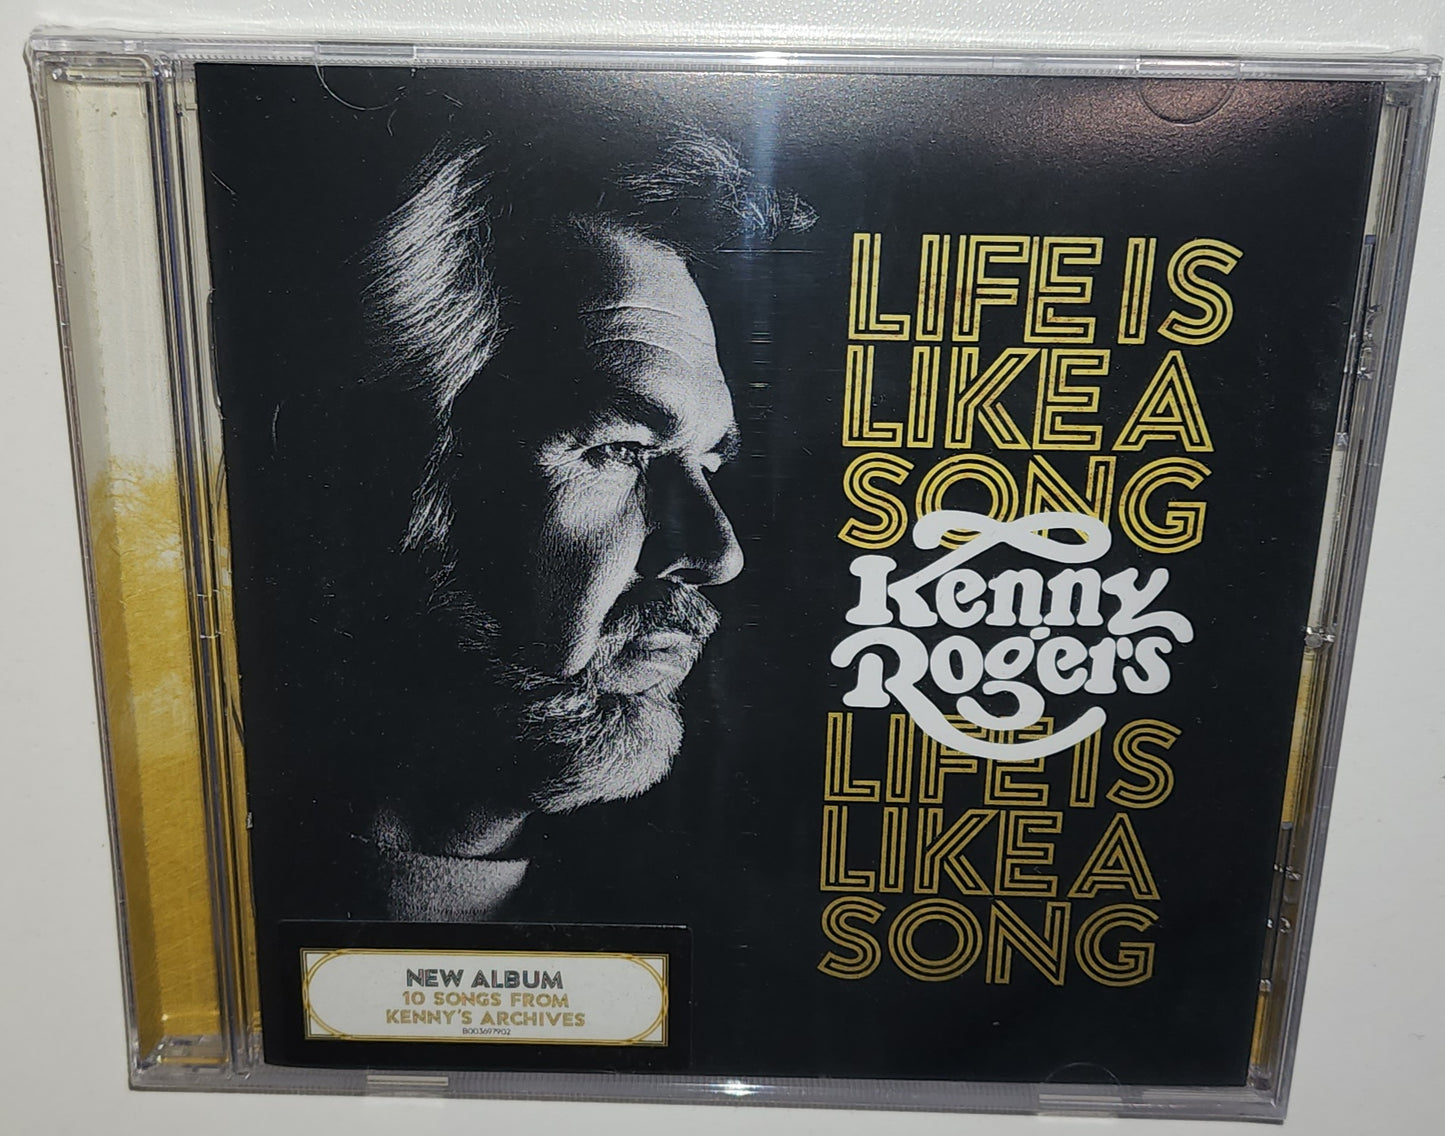 LIFE IS
LIKE A
SONG
Kenny
Rogers
LIFE IS
LIKE A
SONG
NEW ALBUM
10 SONGS FROM
KENNY'S ARCHIVES
B003697902